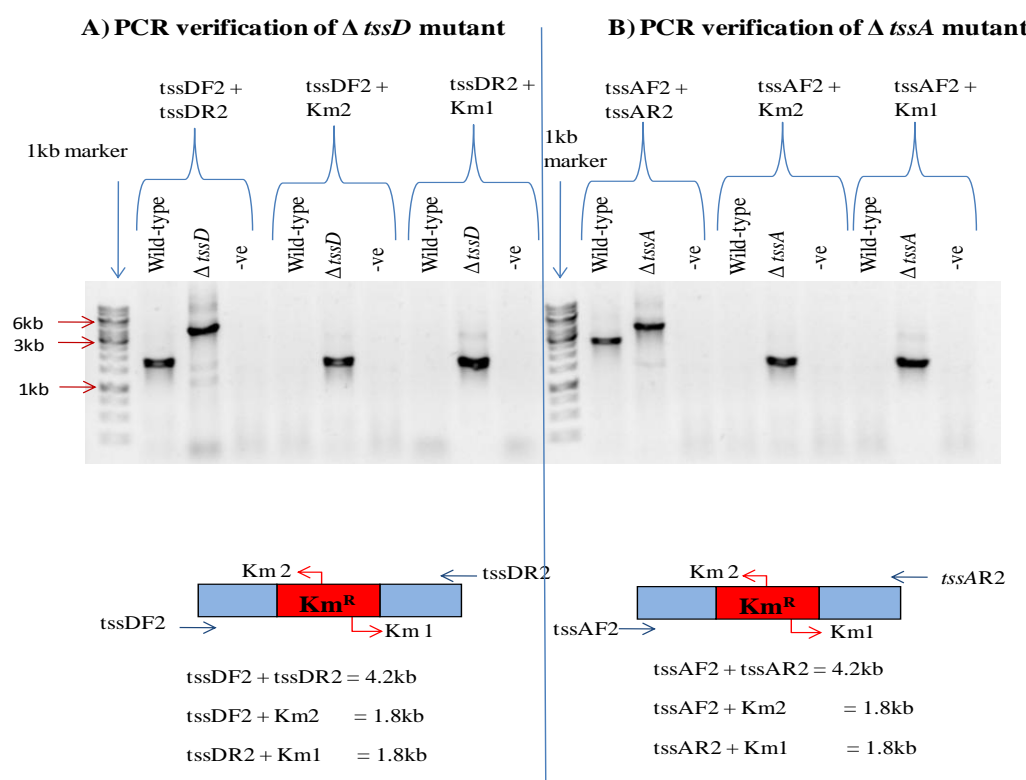 A) PCR verification of Δ tssD mutant
B) PCR verification of Δ tssA mutant
tssDF2 +
tssDR2
tssDF2 +
Km2
tssDR2 +
Km1
tssAF2 +
tssAR2
tssAF2 +
Km2
tssAF2 +
Km1
1kb marker
1kb
marker
Wild-type
Δ tssD
-ve
Wild-type
Δ tssD
-ve
Wild-type
Δ tssD
-ve
Wild-type
Δ tssA
-ve
Wild-type
Δ tssA
-ve
Wild-type
Δ tssA
-ve
6kb
3kb
1kb
Km 2
tssDR2
Km^R
tssDF2
Km 1
tssDF2 + tssDR2 = 4.2kb
tssDF2 + Km2 = 1.8kb
tssDR2 + Km1 = 1.8kb
Km 2
tssAR2
Km^R
tssAF2
Km1
tssAF2 + tssAR2 = 4.2kb
tssAF2 + Km2 = 1.8kb
tssAR2 + Km1 = 1.8kb